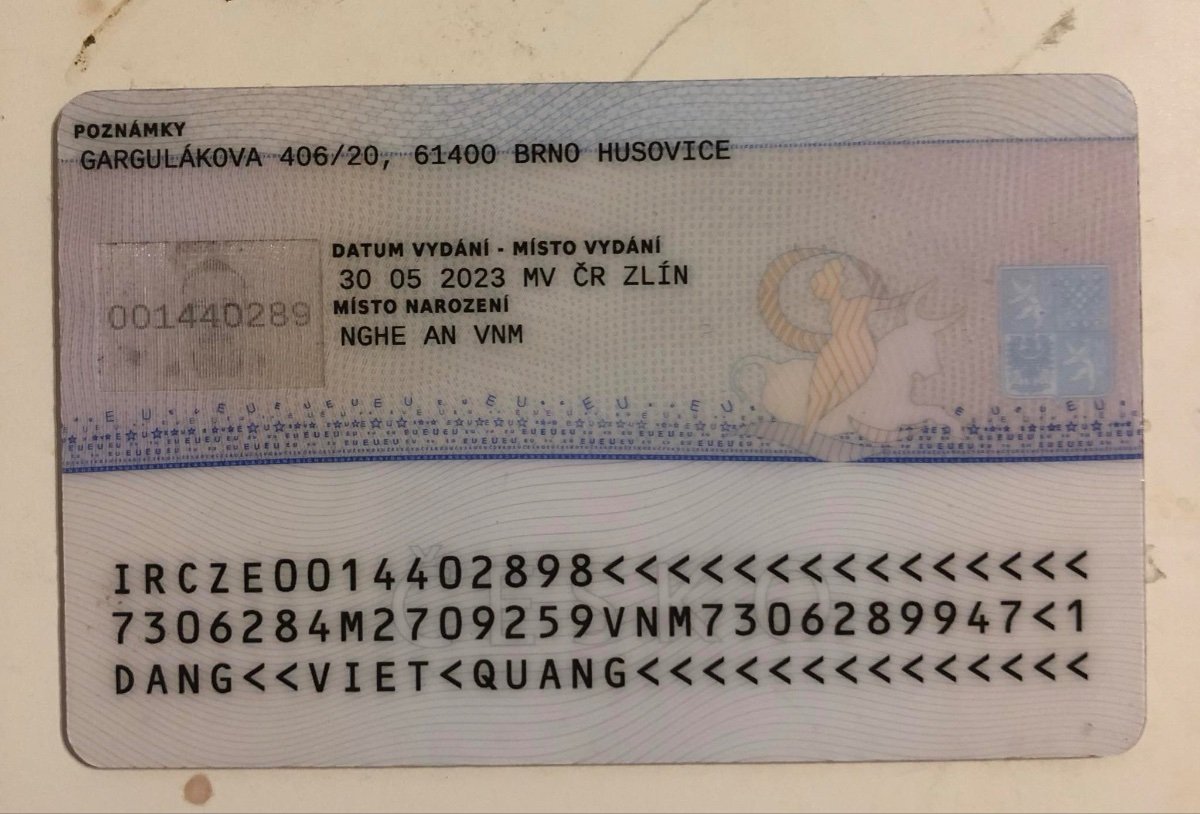 POZNÁMKY
GARGULÁKOVA 406/20, 61400 BRNO HUSOVICE
DATUM VYDÁNÍ - MÍSTO VYDÁNÍ
30 05 2023 MV ČR ZLÍN
MÍSTO NAROZENÍ
001440289
NGHE AN VNM
ČESKO
IRCZE0014402898<<<<<<<<<<<<<<<
7306284M2709259VNM7306289947<1
DANG<<VIET<QUANG<<<<<<<<<<<<<<